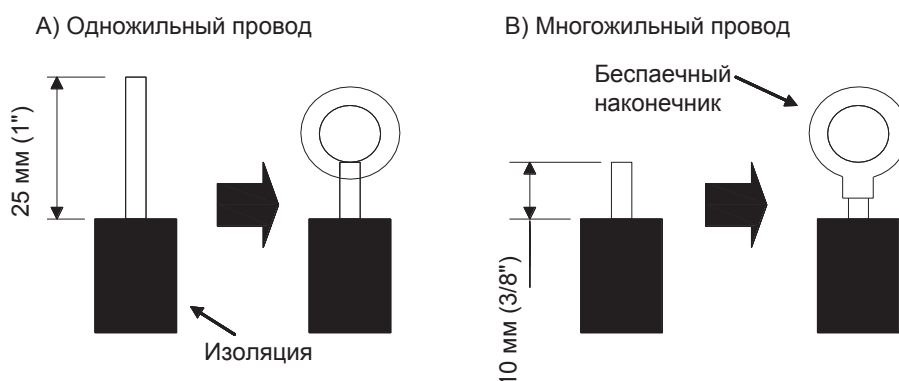 А) Одножильный провод
25 мм (1")
Изоляция
В) Многожильный провод
Беспаечный
наконечник
10 мм (3/8")